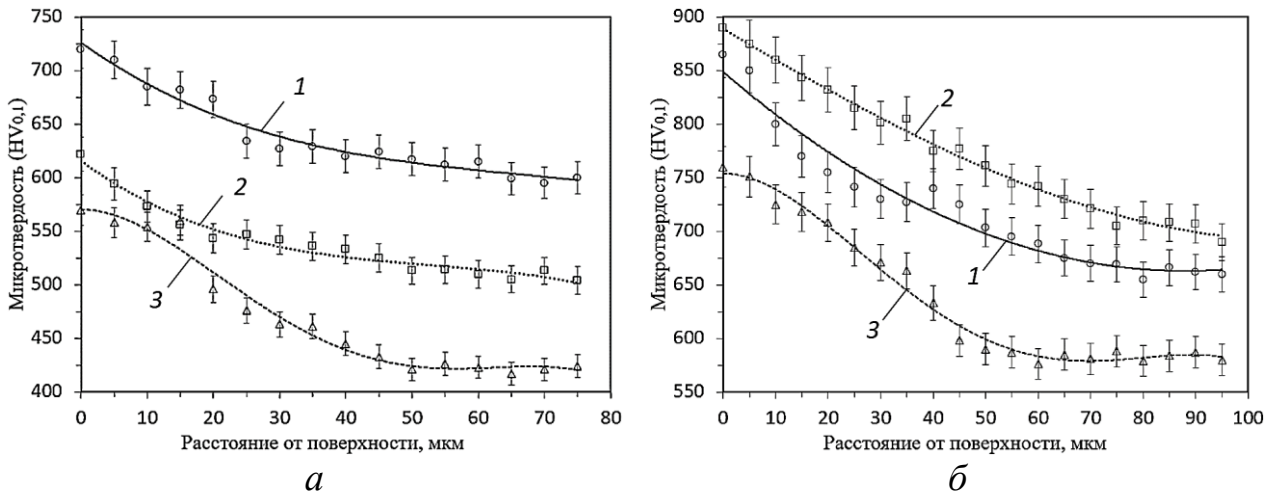 750
700
650
600
550
500
450
400
Микротвердость (HV0,1)
0 10 20 30 40 50 60 70 80
Расстояние от поверхности, мкм
1
2
3
а
900
850
800
750
700
650
600
550
Микротвердость (HV0,1)
0 10 20 30 40 50 60 70 80 90 100
Расстояние от поверхности, мкм
2
1
3
б